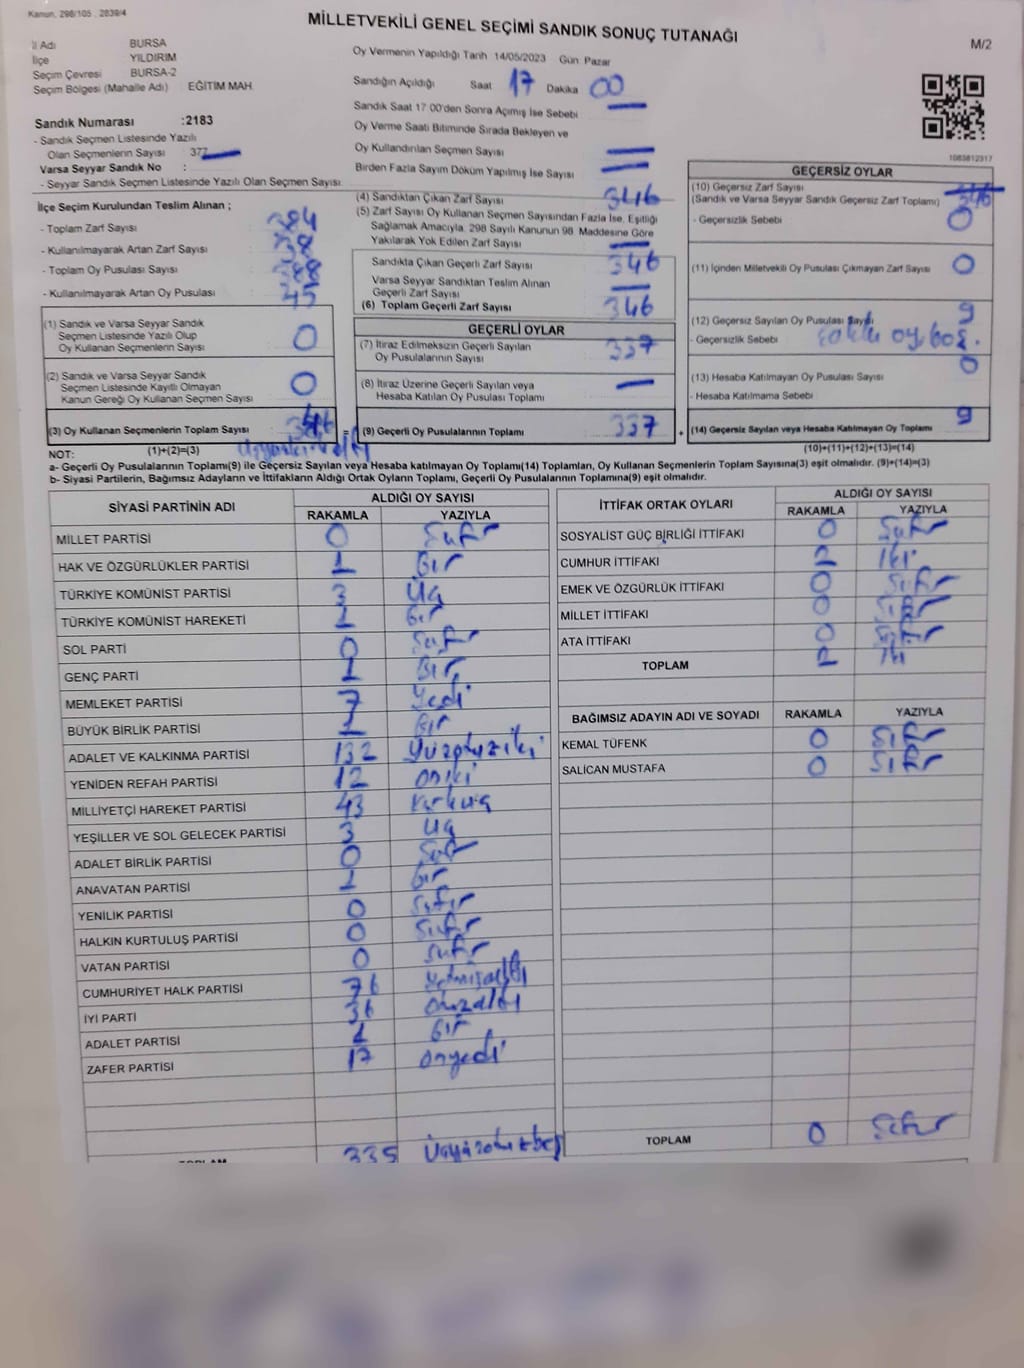 Kanun, 298/105 , 2839/4
MİLLETVEKİLİ GENEL SEÇİMİ SANDIK SONUÇ TUTANAĞI
M/2
İl Adı BURSA
İlçe YILDIRIM
Seçim Çevresi BURSA-2
Seçim Bölgesi (Mahalle Adı) EĞİTİM MAH.
Sandık Numarası :2183
- Sandık Seçmen Listesinde Yazılı
Olan Seçmenlerin Sayısı : 377
Varsa Seyyar Sandık No :
- Seyyar Sandık Seçmen Listesinde Yazılı Olan Seçmen Sayısı:
Oy Vermenin Yapıldığı Tarih 14/05/2023 Gün: Pazar
Sandığın Açıldığı Saat 17 Dakika 00
Sandık Saat 17:00'den Sonra Açımış İse Sebebi
Oy Verme Saati Bitiminde Sırada Bekleyen ve
Oy Kullandırılan Seçmen Sayısı
Birden Fazla Sayım Döküm Yapılmış İse Sayısı
1083812317
İlçe Seçim Kurulundan Teslim Alınan ;
- Toplam Zarf Sayısı : 384
- Kullanılmayarak Artan Zarf Sayısı : 38
- Toplam Oy Pusulası Sayısı : 388
- Kullanılmayarak Artan Oy Pusulası : 45
(1) Sandık ve Varsa Seyyar Sandık
Seçmen Listesinde Yazılı Olup
Oy Kullanan Seçmenlerin Sayısı : 0
(2) Sandık ve Varsa Seyyar Sandık
Seçmen Listesinde Kayıtlı Olmayan
Kanun Gereği Oy Kullanan Seçmen Sayısı : 0
(3) Oy Kullanan Seçmenlerin Toplam Sayısı : 346
(1)+(2)=(3)
(4) Sandıktan Çıkan Zarf Sayısı : 346
(5) Zarf Sayısı Oy Kullanan Seçmen Sayısından Fazla İse, Eşitliği
Sağlamak Amacıyla, 298 Sayılı Kanunun 98. Maddesine Göre
Yakılarak Yok Edilen Zarf Sayısı :
Sandıkta Çıkan Geçerli Zarf Sayısı : 346
Varsa Seyyar Sandıktan Teslim Alınan
Geçerli Zarf Sayısı :
(6) Toplam Geçerli Zarf Sayısı : 346
GEÇERLİ OYLAR
(7) İtiraz Edilmeksizin Geçerli Sayılan
Oy Pusulalarının Sayısı : 337
(8) İtiraz Üzerine Geçerli Sayılan veya
Hesaba Katılan Oy Pusulası Toplamı :
= (9) Geçerli Oy Pusulalarının Toplamı : 337
GEÇERSİZ OYLAR
(10) Geçersiz Zarf Sayısı : 346
(Sandık ve Varsa Seyyar Sandık Geçersiz Zarf Toplamı)
- Geçersizlik Sebebi : 0
(11) İçinden Milletvekili Oy Pusulası Çıkmayan Zarf Sayısı : 0
(12) Geçersiz Sayılan Oy Pusulası Sayısı : 9
- Geçersizlik Sebebi : oy, boş.
(13) Hesaba Katılmayan Oy Pusulası Sayısı : 0
- Hesaba Katılmama Sebebi :
+ (14) Geçersiz Sayılan veya Hesaba Katılmayan Oy Toplamı : 9
(10)+(11)+(12)+(13)=(14)
NOT:
a- Geçerli Oy Pusulalarının Toplamı(9) ile Geçersiz Sayılan veya Hesaba katılmayan Oy Toplamı(14) Toplamları, Oy Kullanan Seçmenlerin Toplam Sayısına(3) eşit olmalıdır. (9)+(14)=(3)
b- Siyasi Partilerin, Bağımsız Adayların ve İttifakların Aldığı Ortak Oyların Toplamı, Geçerli Oy Pusulalarının Toplamına(9) eşit olmalıdır.
SİYASİ PARTİNİN ADI ALDIĞI OY SAYISI
RAKAMLA YAZIYLA
MİLLET PARTİSİ 0 Sıfır
HAK VE ÖZGÜRLÜKLER PARTİSİ 1 Bir
TÜRKİYE KOMÜNİST PARTİSİ 3 Üç
TÜRKİYE KOMÜNİST HAREKETİ 1 Bir
SOL PARTİ 0 Sıfır
GENÇ PARTİ 1 Bir
MEMLEKET PARTİSİ 7 Yedi
BÜYÜK BİRLİK PARTİSİ 1 Bir
ADALET VE KALKINMA PARTİSİ 132 Yüzotuziki
YENİDEN REFAH PARTİSİ 12 Oniki
MİLLİYETÇİ HAREKET PARTİSİ 43 Kırküç
YEŞİLLER VE SOL GELECEK PARTİSİ 3 Üç
ADALET BİRLİK PARTİSİ 0 Sıfır
ANAVATAN PARTİSİ 1 Bir
YENİLİK PARTİSİ 0 Sıfır
HALKIN KURTULUŞ PARTİSİ 0 Sıfır
VATAN PARTİSİ 0 Sıfır
CUMHURİYET HALK PARTİSİ 76 Yetmişaltı
İYİ PARTİ 36 Otuzaltı
ADALET PARTİSİ 1 Bir
ZAFER PARTİSİ 17 Onyedi
TOPLAM 335 Üçyüzotuzbeş
İTTİFAK ORTAK OYLARI ALDIĞI OY SAYISI
RAKAMLA YAZIYLA
SOSYALİST GÜÇ BİRLİĞİ İTTİFAKI 0 Sıfır
CUMHUR İTTİFAKI 2 İki
EMEK VE ÖZGÜRLÜK İTTİFAKI 0 Sıfır
MİLLET İTTİFAKI 0 Sıfır
ATA İTTİFAKI 0 Sıfır
TOPLAM 2 İki
BAĞIMSIZ ADAYIN ADI VE SOYADI RAKAMLA YAZIYLA
KEMAL TÜFENK 0 Sıfır
SALİCAN MUSTAFA 0 Sıfır
TOPLAM 0 Sıfır